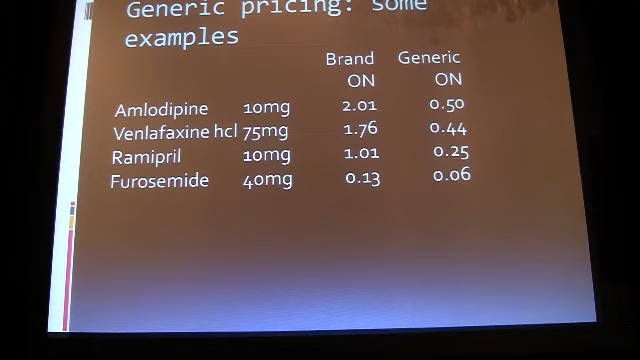 Generic pricing: some
examples
Brand Generic
ON ON
Amlodipine 10mg 2.01 0.50
Venlafaxine hcl 75mg 1.76 0.44
Ramipril 10mg 1.01 0.25
Furosemide 40mg 0.13 0.06